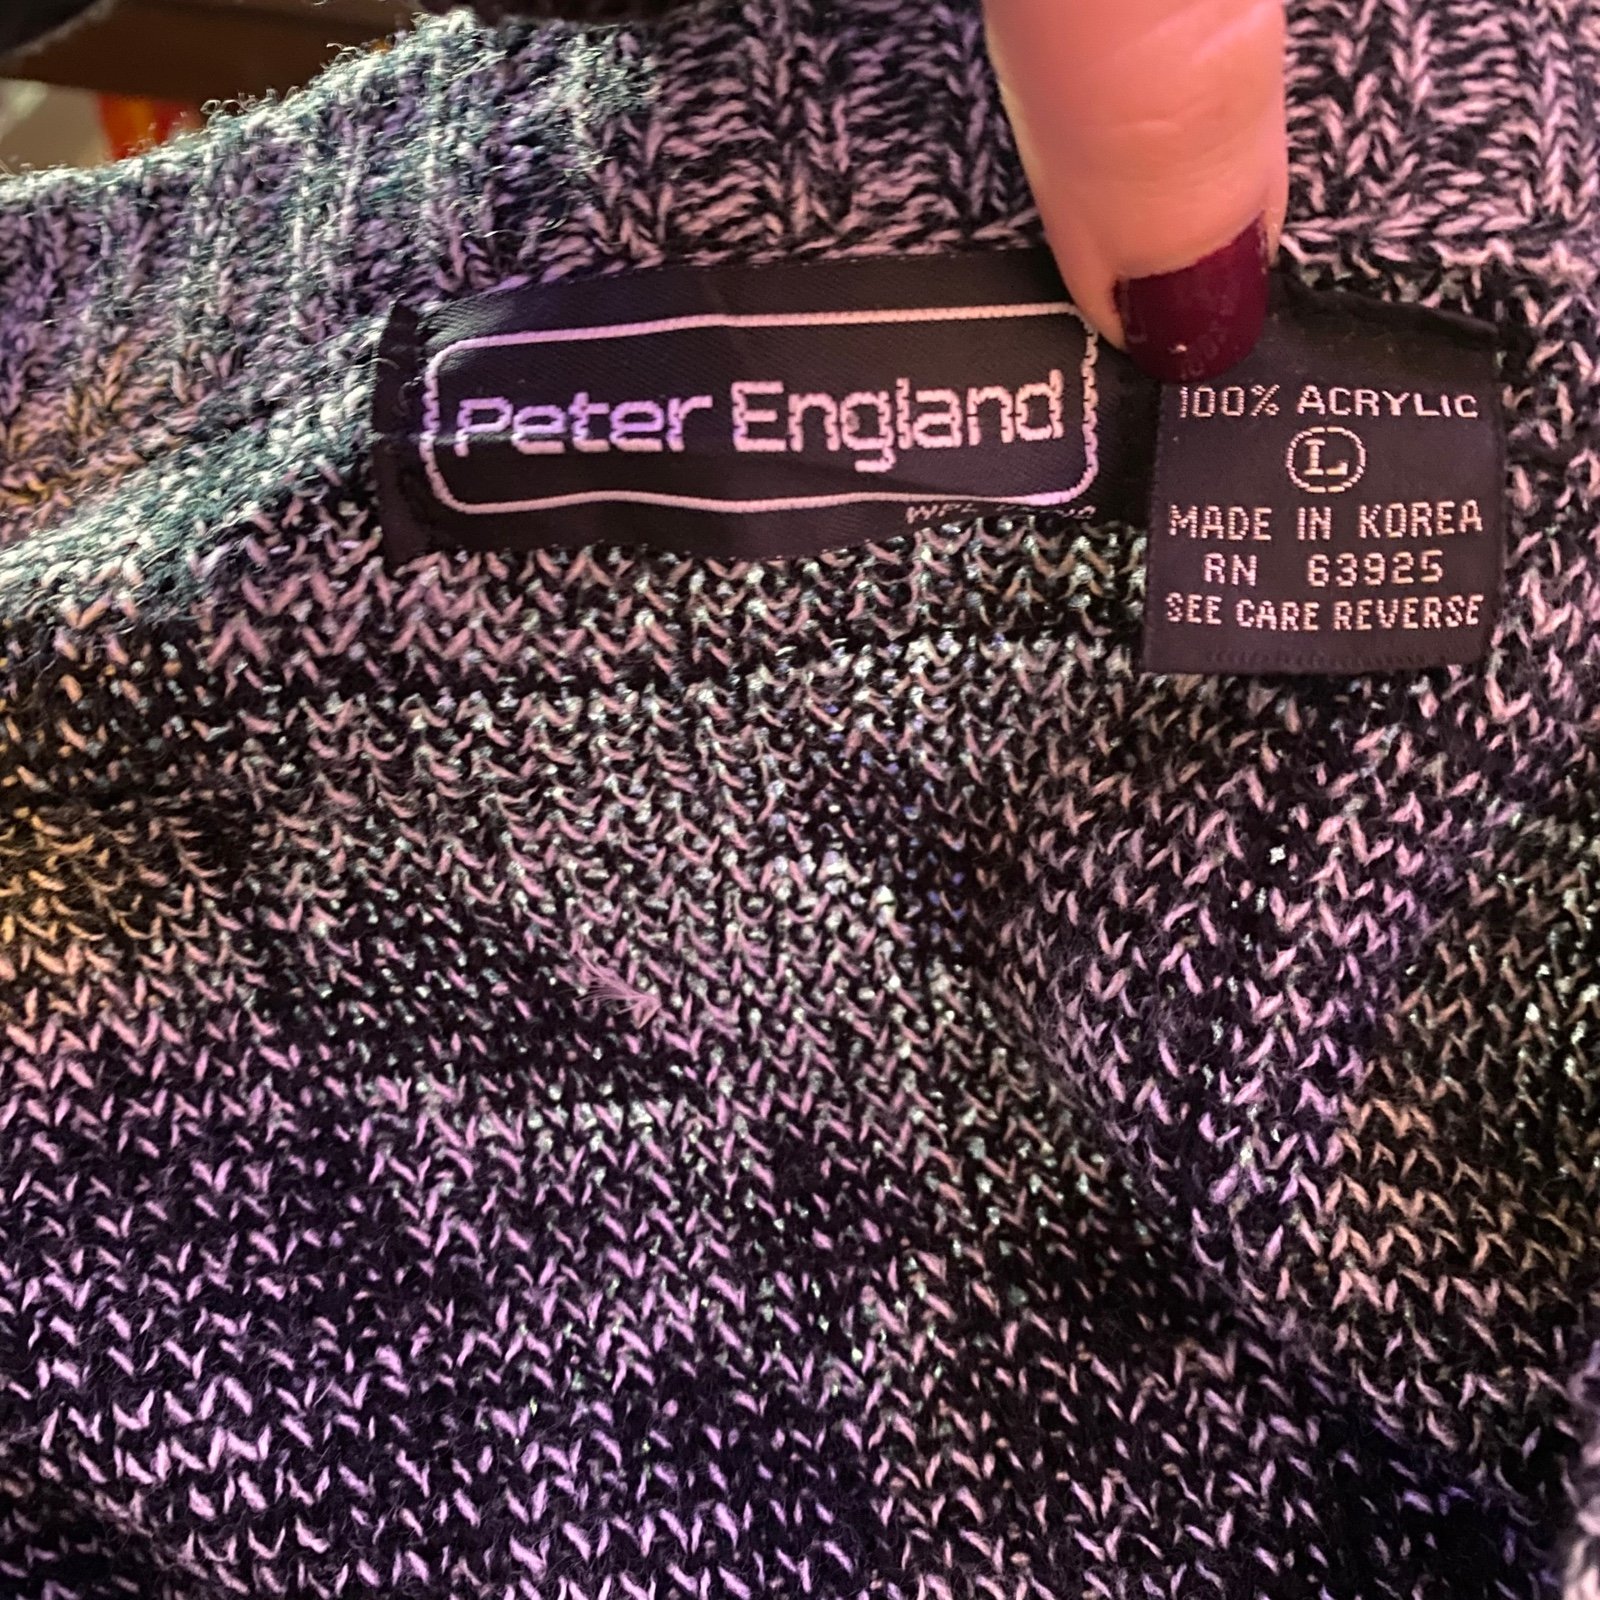 Peter England
100% ACRYLIC
L
MADE IN KOREA
RN 63925
SEE CARE REVERSE